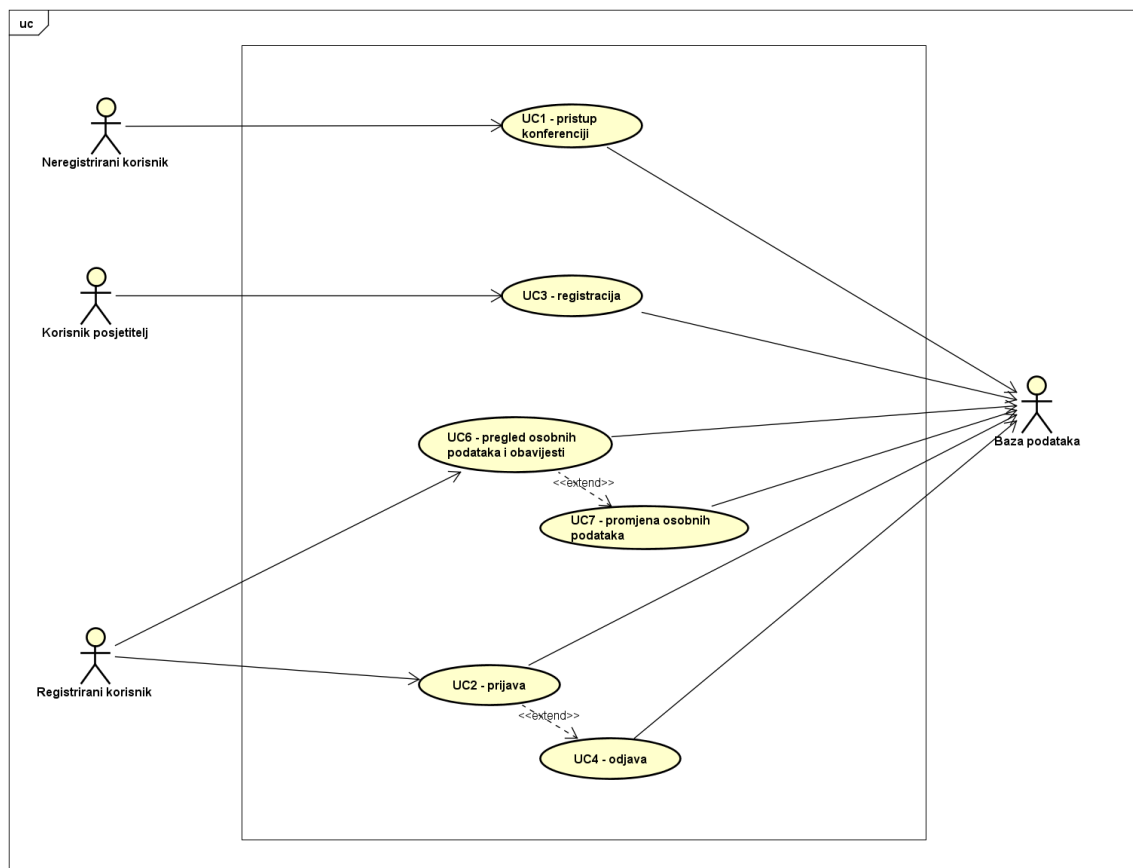 uc
UC1 - pristup
konferenciji
Neregistrirani korisnik
UC3 - registracija
Korisnik posjetitelj
UC6 - pregled osobnih
podataka i obavijesti
Baza podataka
<<extend>>
UC7 - promjena osobnih
podataka
Registrirani korisnik
UC2 - prijava
<<extend>>
UC4 - odjava